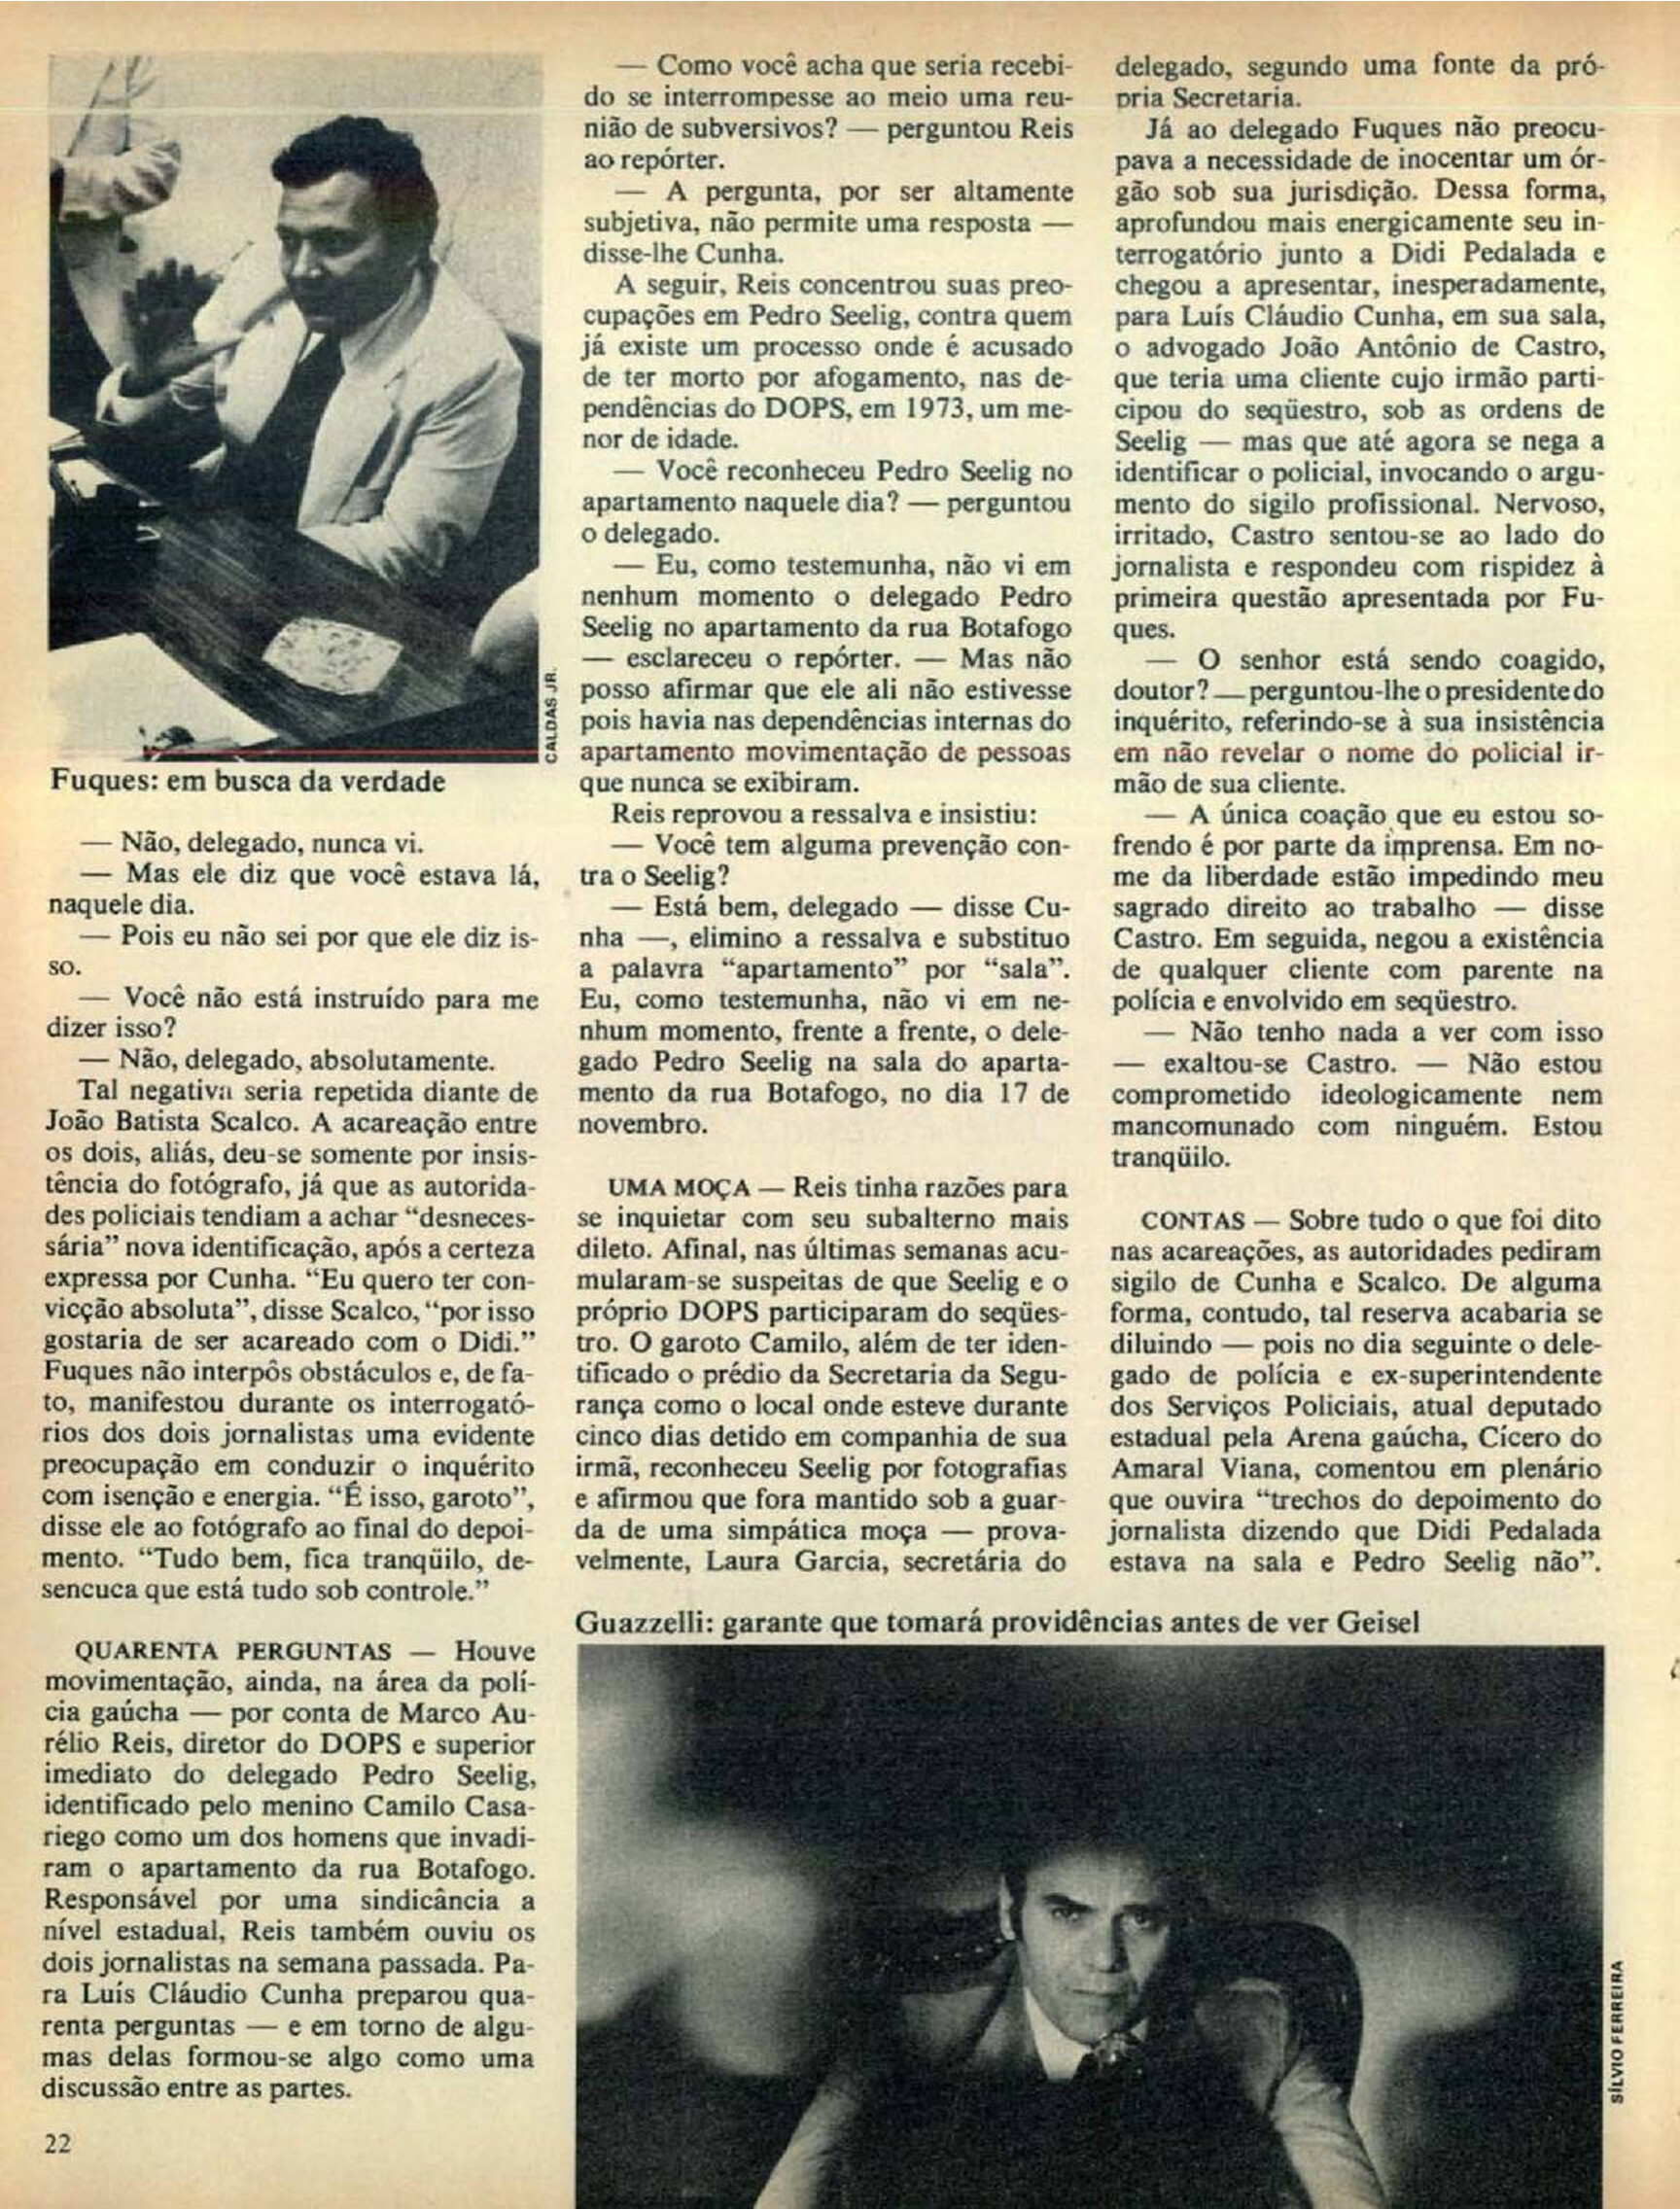 CALDAS JR.
Fuques: em busca da verdade
— Não, delegado, nunca vi.
— Mas ele diz que você estava lá,
naquele dia.
— Pois eu não sei por que ele diz is-
so.
— Você não está instruído para me
dizer isso?
— Não, delegado, absolutamente.
Tal negativa seria repetida diante de
João Batista Scalco. A acareação entre
os dois, aliás, deu-se somente por insis-
tência do fotógrafo, já que as autorida-
des policiais tendiam a achar “desneces-
sária” nova identificação, após a certeza
expressa por Cunha. “Eu quero ter con-
vicção absoluta”, disse Scalco, “por isso
gostaria de ser acareado com o Didi.”
Fuques não interpôs obstáculos e, de fa-
to, manifestou durante os interrogató-
rios dos dois jornalistas uma evidente
preocupação em conduzir o inquérito
com isenção e energia. “É isso, garoto”,
disse ele ao fotógrafo ao final do depoi-
mento. “Tudo bem, fica tranqüilo, de-
sencuca que está tudo sob controle.”
QUARENTA PERGUNTAS — Houve
movimentação, ainda, na área da polí-
cia gaúcha — por conta de Marco Au-
rélio Reis, diretor do DOPS e superior
imediato do delegado Pedro Seelig,
identificado pelo menino Camilo Casa-
riego como um dos homens que invadi-
ram o apartamento da rua Botafogo.
Responsável por uma sindicância a
nível estadual, Reis também ouviu os
dois jornalistas na semana passada. Pa-
ra Luís Cláudio Cunha preparou qua-
renta perguntas — e em torno de algu-
mas delas formou-se algo como uma
discussão entre as partes.
22
— Como você acha que seria recebi-
do se interrompesse ao meio uma reu-
nião de subversivos? — perguntou Reis
ao repórter.
— A pergunta, por ser altamente
subjetiva, não permite uma resposta —
disse-lhe Cunha.
A seguir, Reis concentrou suas preo-
cupações em Pedro Seelig, contra quem
já existe um processo onde é acusado
de ter morto por afogamento, nas de-
pendências do DOPS, em 1973, um me-
nor de idade.
— Você reconheceu Pedro Seelig no
apartamento naquele dia? — perguntou
o delegado.
— Eu, como testemunha, não vi em
nenhum momento o delegado Pedro
Seelig no apartamento da rua Botafogo
— esclareceu o repórter. — Mas não
posso afirmar que ele ali não estivesse
pois havia nas dependências internas do
apartamento movimentação de pessoas
que nunca se exibiram.
Reis reprovou a ressalva e insistiu:
— Você tem alguma prevenção con-
tra o Seelig?
— Está bem, delegado — disse Cu-
nha —, elimino a ressalva e substituo
a palavra “apartamento” por “sala”.
Eu, como testemunha, não vi em ne-
nhum momento, frente a frente, o dele-
gado Pedro Seelig na sala do aparta-
mento da rua Botafogo, no dia 17 de
novembro.
UMA MOÇA — Reis tinha razões para
se inquietar com seu subalterno mais
dileto. Afinal, nas últimas semanas acu-
mularam-se suspeitas de que Seelig e o
próprio DOPS participaram do seqües-
tro. O garoto Camilo, além de ter iden-
tificado o prédio da Secretaria da Segu-
rança como o local onde esteve durante
cinco dias detido em companhia de sua
irmã, reconheceu Seelig por fotografias
e afirmou que fora mantido sob a guar-
da de uma simpática moça — prova-
velmente, Laura Garcia, secretária do
delegado, segundo uma fonte da pró-
pria Secretaria.
Já ao delegado Fuques não preocu-
pava a necessidade de inocentar um ór-
gão sob sua jurisdição. Dessa forma,
aprofundou mais energicamente seu in-
terrogatório junto a Didi Pedalada e
chegou a apresentar, inesperadamente,
para Luís Cláudio Cunha, em sua sala,
o advogado João Antônio de Castro,
que teria uma cliente cujo irmão parti-
cipou do seqüestro, sob as ordens de
Seelig — mas que até agora se nega a
identificar o policial, invocando o argu-
mento do sigilo profissional. Nervoso,
irritado, Castro sentou-se ao lado do
jornalista e respondeu com rispidez à
primeira questão apresentada por Fu-
ques.
— O senhor está sendo coagido,
doutor? — perguntou-lhe o presidente do
inquérito, referindo-se à sua insistência
em não revelar o nome do policial ir-
mão de sua cliente.
— A única coação que eu estou so-
frendo é por parte da imprensa. Em no-
me da liberdade estão impedindo meu
sagrado direito ao trabalho — disse
Castro. Em seguida, negou a existência
de qualquer cliente com parente na
polícia e envolvido em seqüestro.
— Não tenho nada a ver com isso
— exaltou-se Castro. — Não estou
comprometido ideologicamente nem
mancomunado com ninguém. Estou
tranqüilo.
CONTAS — Sobre tudo o que foi dito
nas acareações, as autoridades pediram
sigilo de Cunha e Scalco. De alguma
forma, contudo, tal reserva acabaria se
diluindo — pois no dia seguinte o dele-
gado de polícia e ex-superintendente
dos Serviços Policiais, atual deputado
estadual pela Arena gaúcha, Cícero do
Amaral Viana, comentou em plenário
que ouvira “trechos do depoimento do
jornalista dizendo que Didi Pedalada
estava na sala e Pedro Seelig não”.
Guazzelli: garante que tomará providências antes de ver Geisel
SÍLVIO FERREIRA